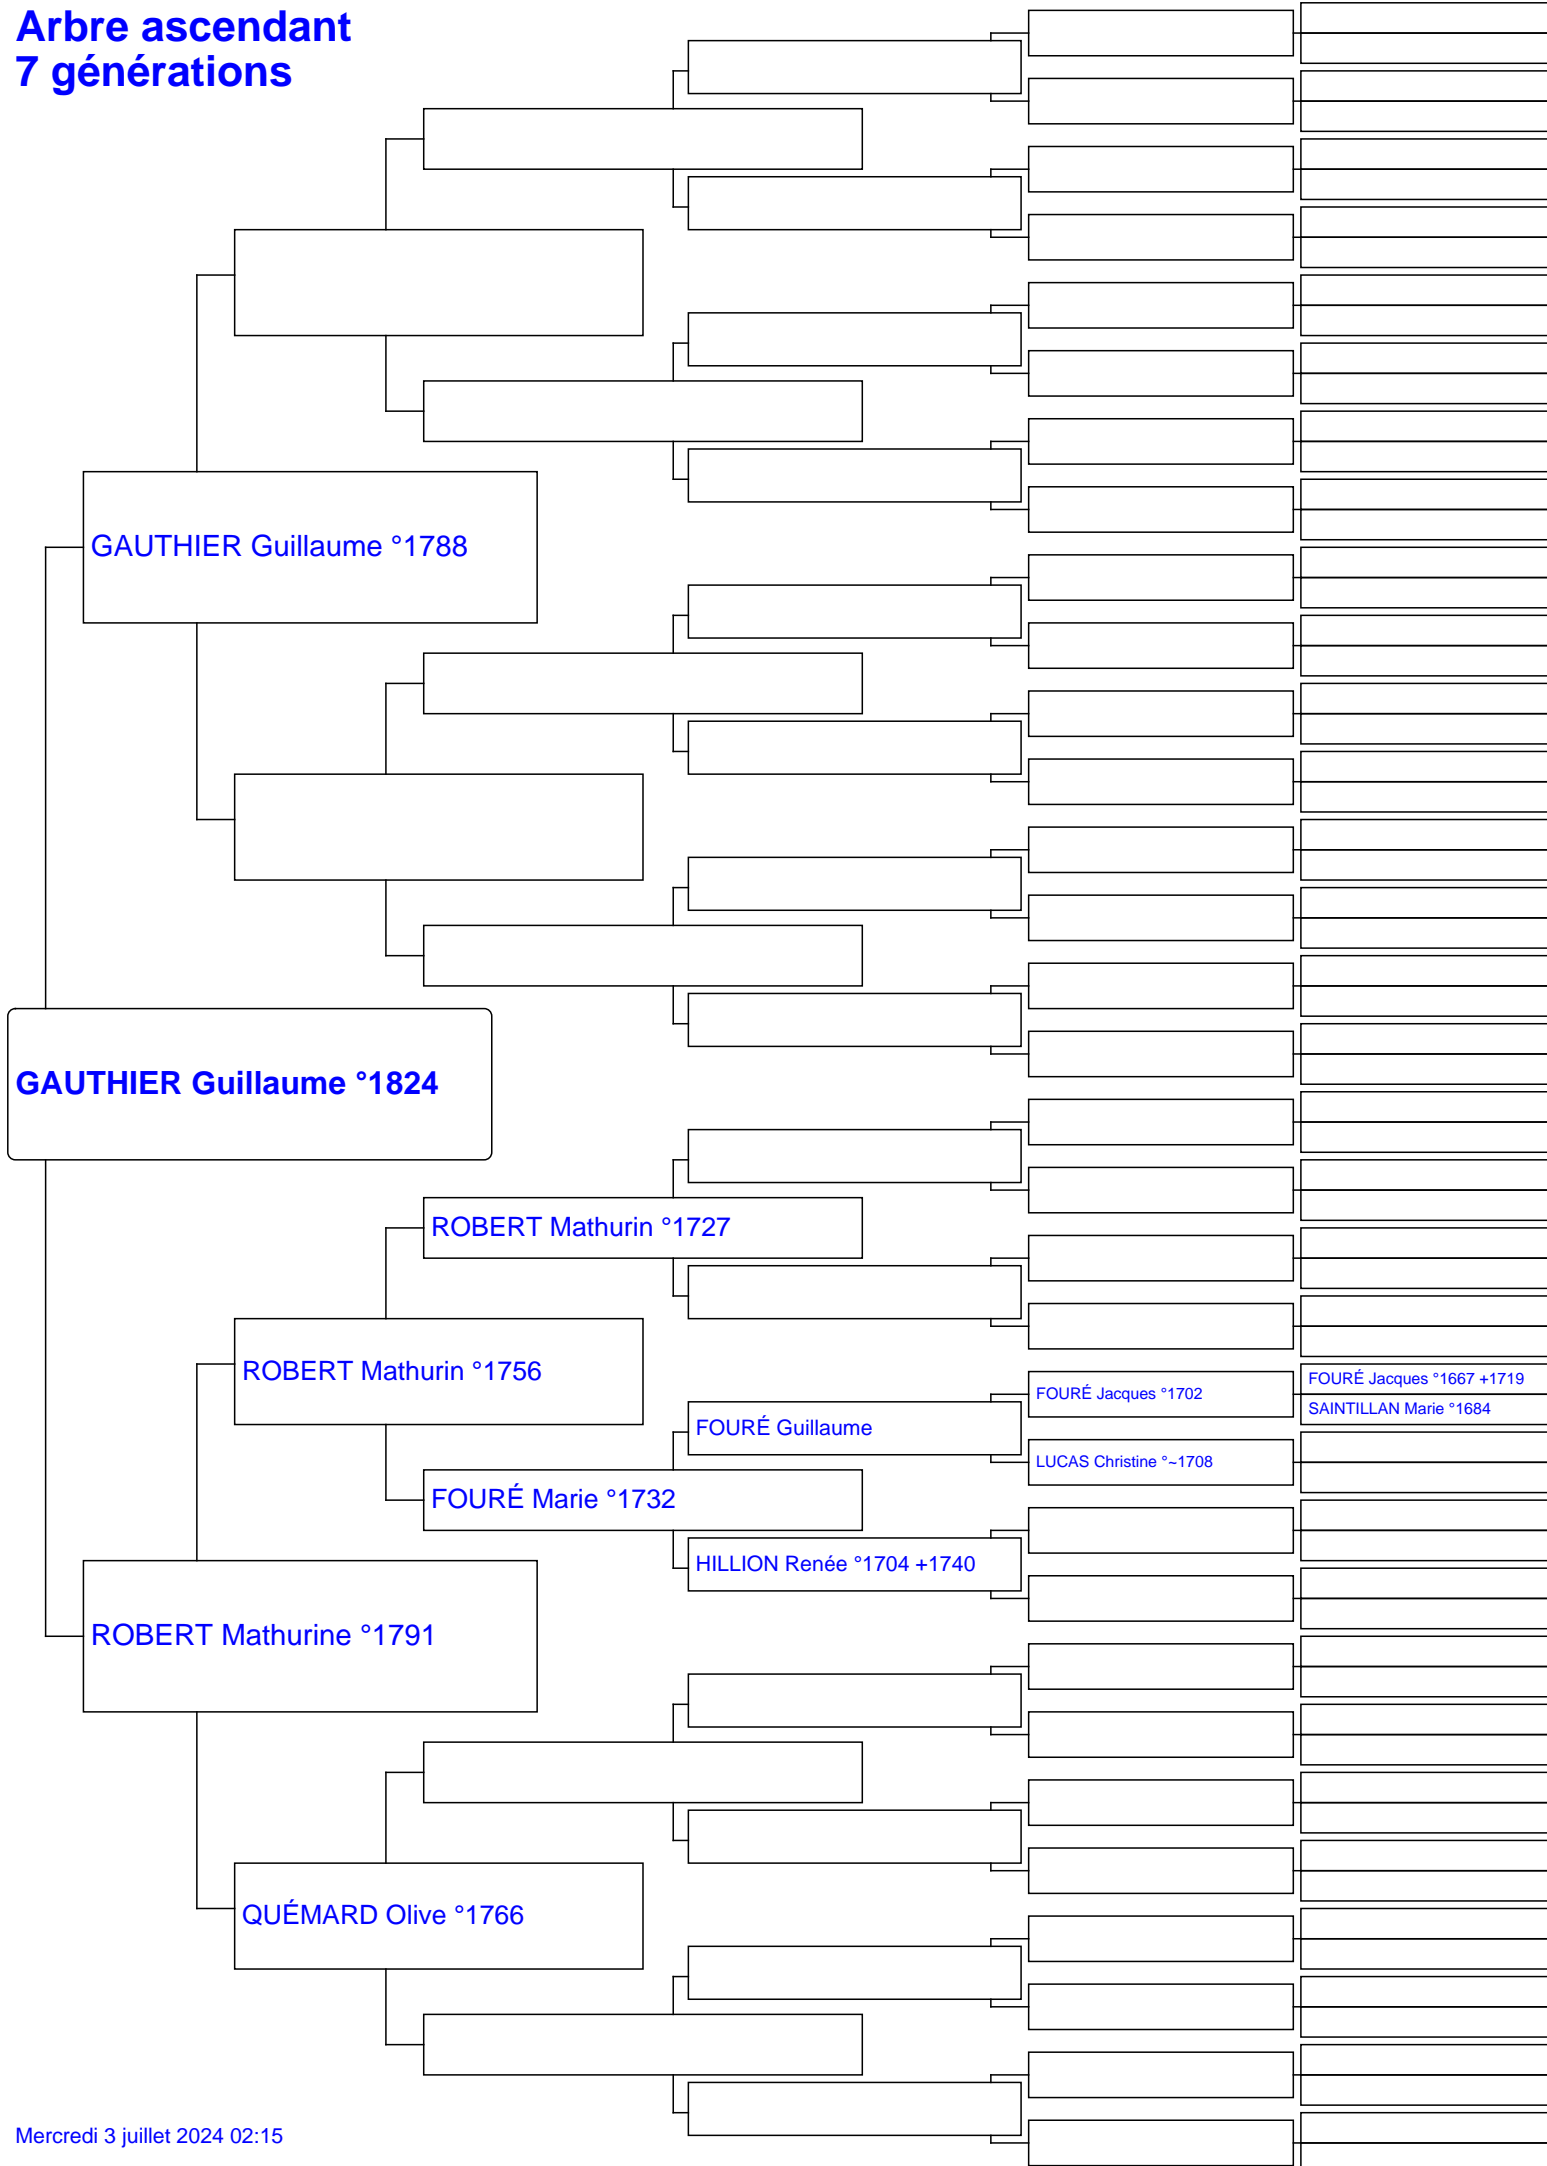 Arbre ascendant
7 générations
GAUTHIER Guillaume °1788
GAUTHIER Guillaume °1824
ROBERT Mathurin °1727
ROBERT Mathurin °1756
FOURÉ Jacques °1667 +1719
FOURÉ Jacques °1702
SAINTILLAN Marie °1684
FOURÉ Guillaume
LUCAS Christine °~1708
FOURÉ Marie °1732
HILLION Renée °1704 +1740
ROBERT Mathurine °1791
QUÉMARD Olive °1766
Mercredi 3 juillet 2024 02:15